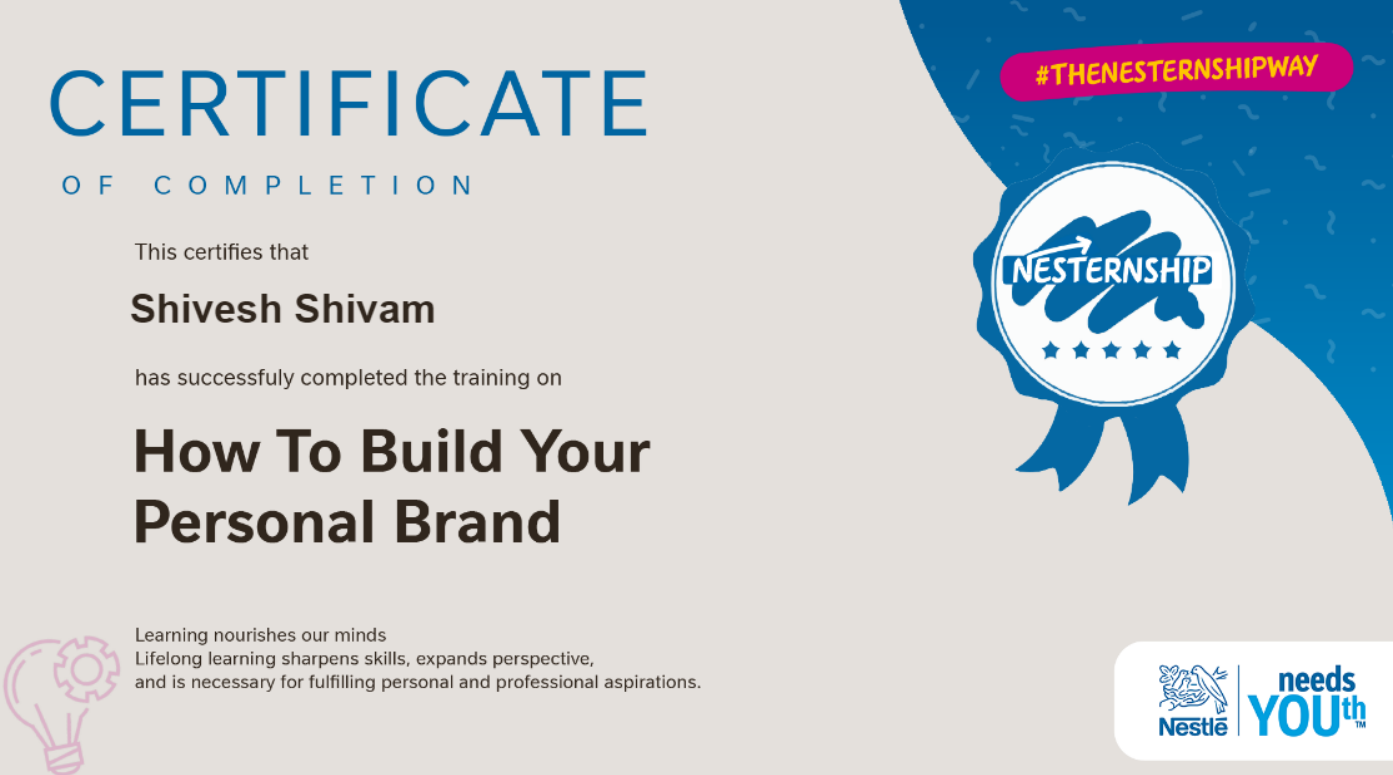 CERTIFICATE
OF COMPLETION
This certifies that
Shivesh Shivam
has successfuly completed the training on
How To Build Your
Personal Brand
Learning nourishes our minds
Lifelong learning sharpens skills, expands perspective,
and is necessary for fulfilling personal and professional aspirations.
#THENESTERNSHIPWAY
NESTERNSHIP
Nestlé
needs
YOUth
TM